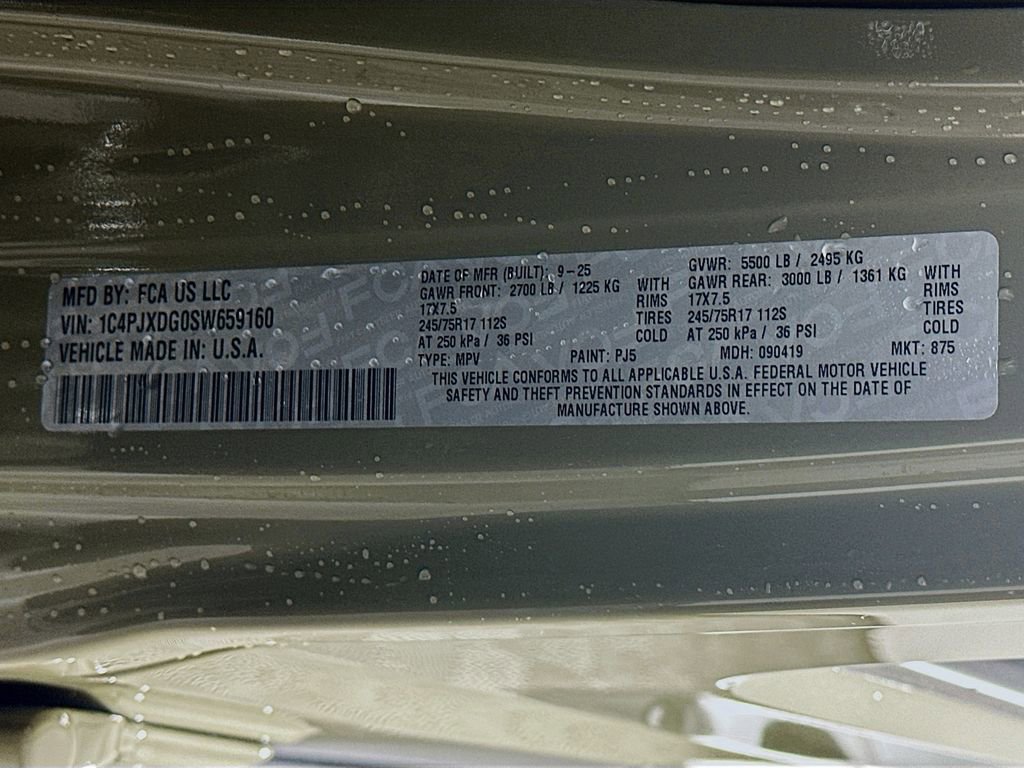 MFD BY: FCA US LLC
VIN: 1C4PJXDG0SW659160
VEHICLE MADE IN: U.S.A.
DATE OF MFR (BUILT): 9-25
GAWR FRONT: 2700 LB / 1225 KG WITH
17X7.5 RIMS
245/75R17 112S TIRES
AT 250 kPa / 36 PSI COLD
GVWR: 5500 LB / 2495 KG
GAWR REAR: 3000 LB / 1361 KG WITH
17X7.5 RIMS
245/75R17 112S TIRES
AT 250 kPa / 36 PSI COLD
TYPE: MPV PAINT: PJ5 MDH: 090419 MKT: 875
THIS VEHICLE CONFORMS TO ALL APPLICABLE U.S.A. FEDERAL MOTOR VEHICLE
SAFETY AND THEFT PREVENTION STANDARDS IN EFFECT ON THE DATE OF
MANUFACTURE SHOWN ABOVE.